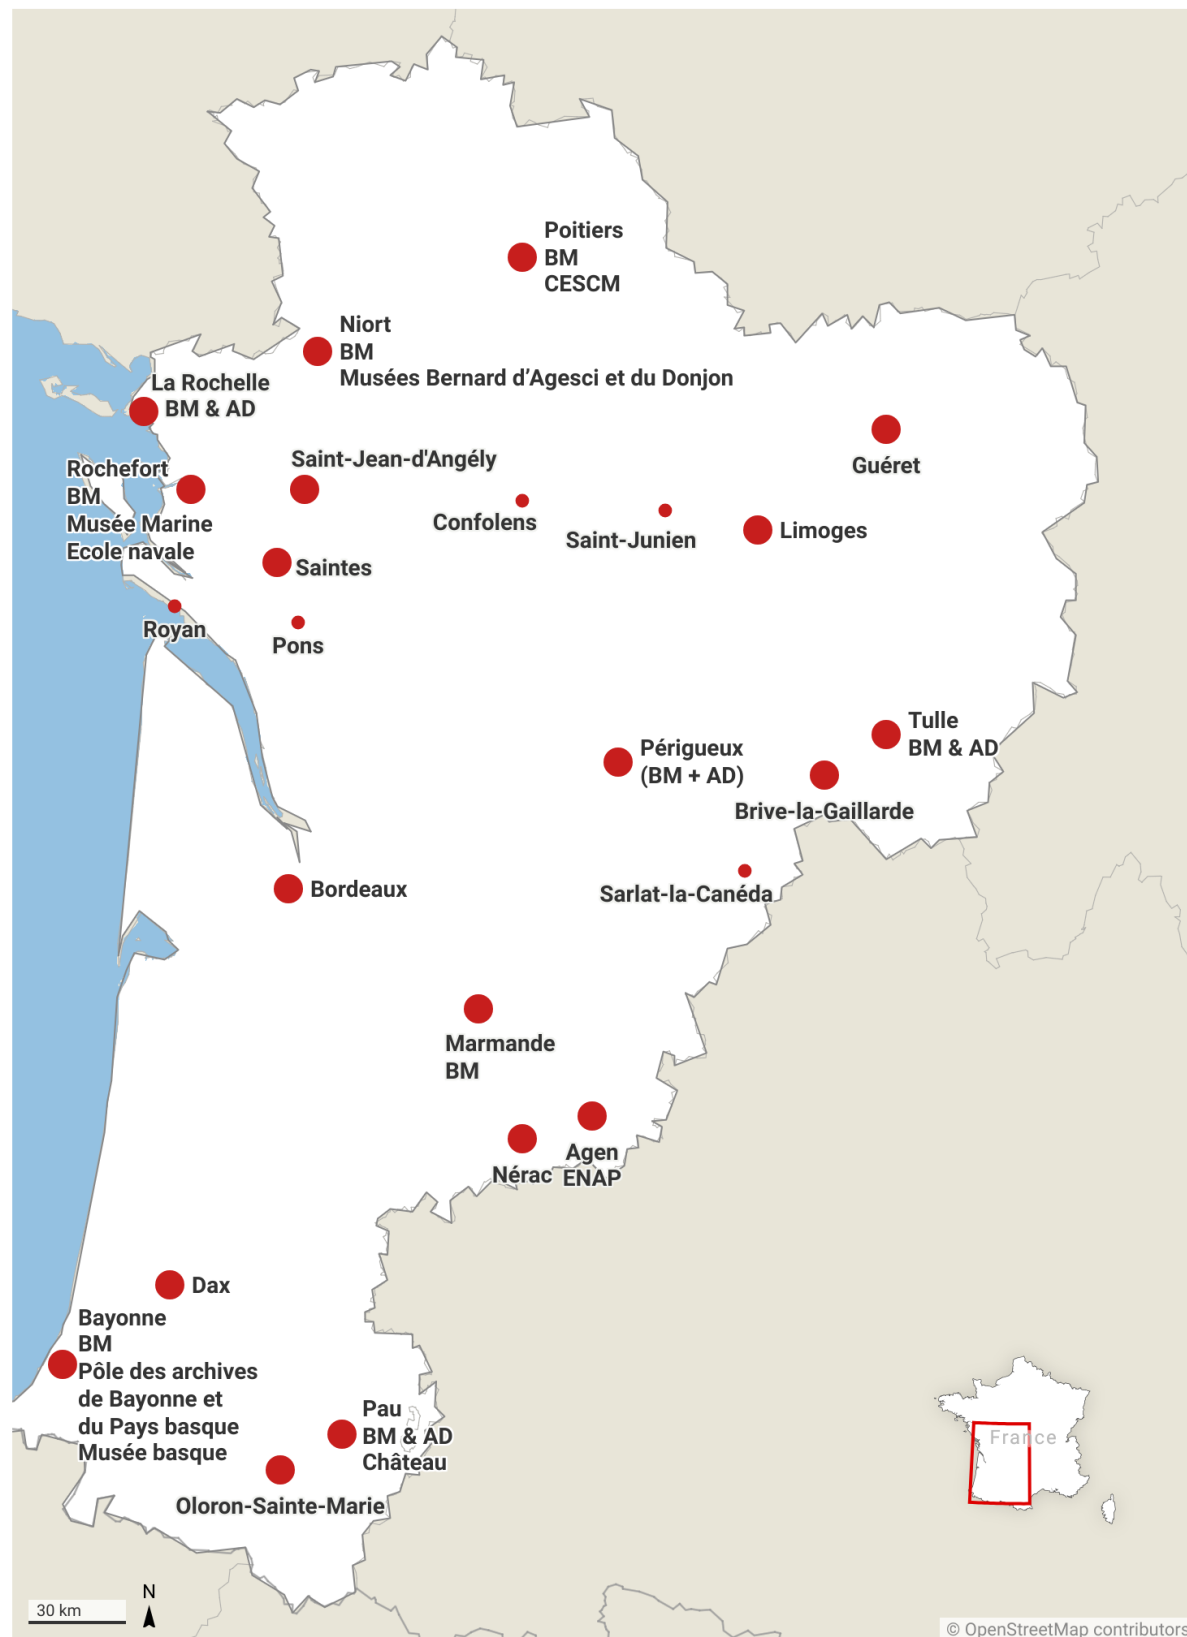 Poitiers
BM
CESCM
Niort
BM
Musées Bernard d’Agesci et du Donjon
La Rochelle
BM & AD
Guéret
Rochefort
BM
Musée Marine
Ecole navale
Saint-Jean-d'Angély
Confolens
Saint-Junien
Limoges
Saintes
Royan
Pons
Tulle
BM & AD
Périgueux
(BM + AD)
Brive-la-Gaillarde
Bordeaux
Sarlat-la-Canéda
Marmande
BM
Agen
ENAP
Nérac
Dax
Bayonne
BM
Pôle des archives
de Bayonne et
du Pays basque
Musée basque
Pau
BM & AD
Château
Oloron-Sainte-Marie
France
30 km
N
© OpenStreetMap contributors